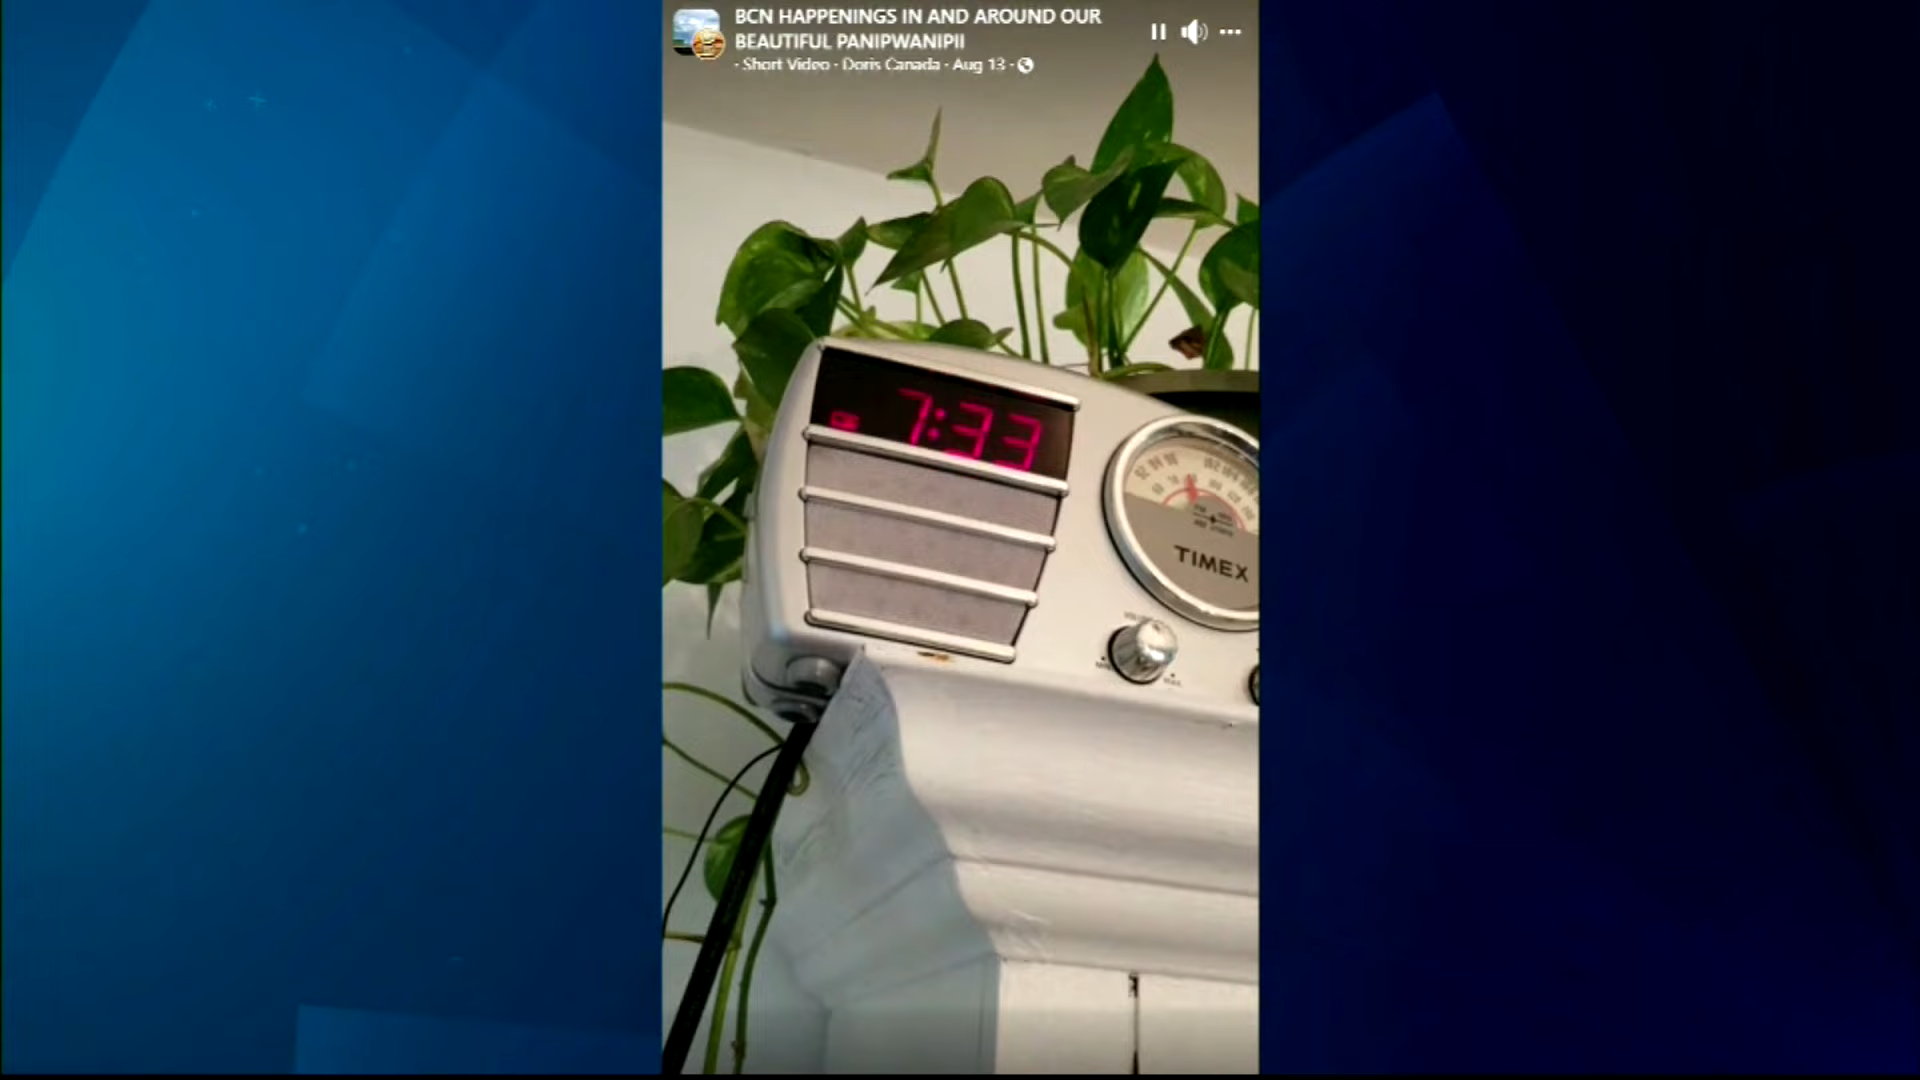 BCN HAPPENINGS IN AND AROUND OUR
BEAUTIFUL PANIPWANIPII
· Short Video · Doris Canada · Aug 13 ·
7:33
TIMEX